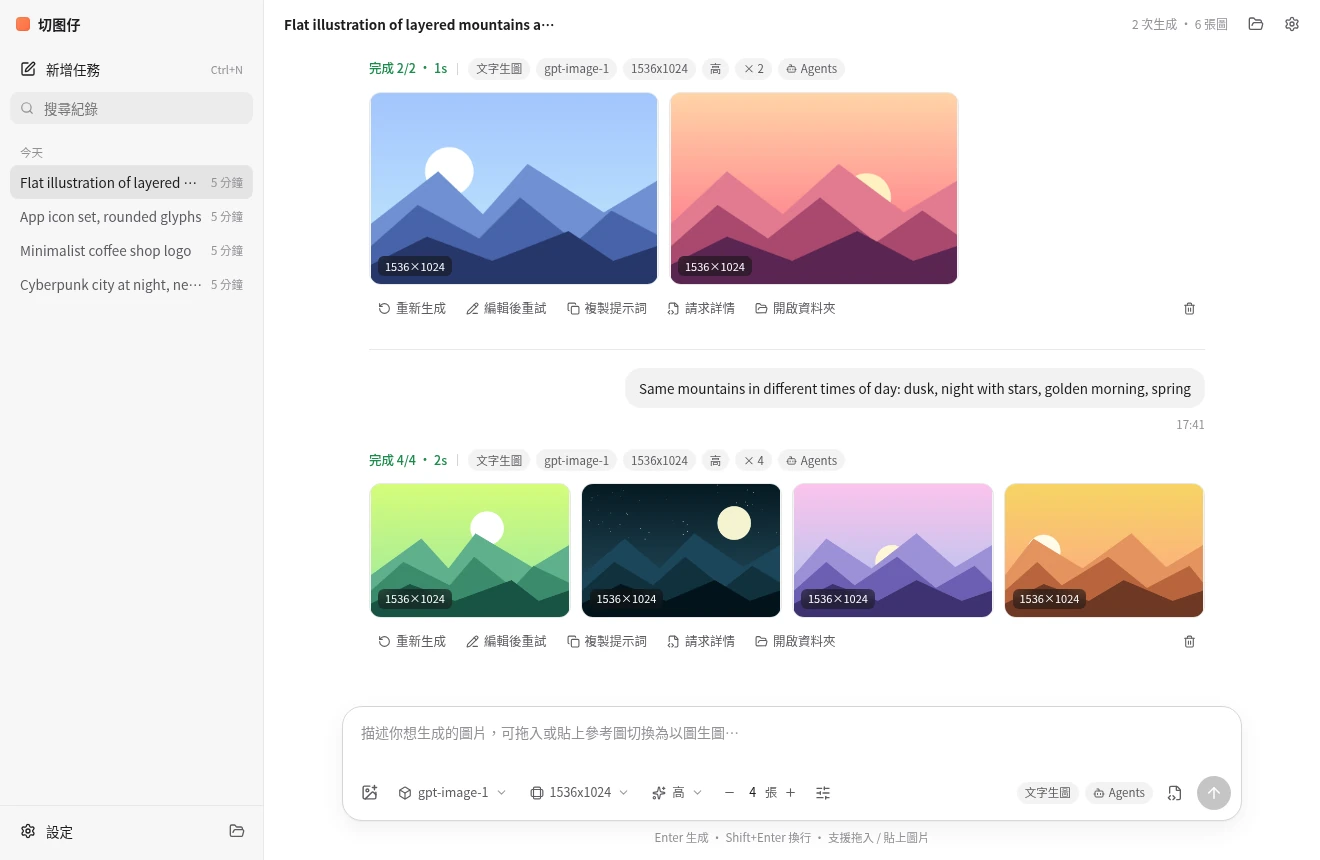 切图仔
新增任務 Ctrl+N
搜尋紀錄
今天
Flat illustration of layered ··· 5 分鐘
App icon set, rounded glyphs 5 分鐘
Minimalist coffee shop logo 5 分鐘
Cyberpunk city at night, ne··· 5 分鐘
設定
Flat illustration of layered mountains a··· 2 次生成 · 6 張圖
完成 2/2 · 1s 文字生圖 gpt-image-1 1536x1024 高 × 2 Agents
1536×1024 1536×1024
重新生成 編輯後重試 複製提示詞 請求詳情 開啟資料夾
Same mountains in different times of day: dusk, night with stars, golden morning, spring
17:41
完成 4/4 · 2s 文字生圖 gpt-image-1 1536x1024 高 × 4 Agents
1536×1024 1536×1024 1536×1024 1536×1024
重新生成 編輯後重試 複製提示詞 請求詳情 開啟資料夾
描述你想生成的圖片，可拖入或貼上參考圖切換為以圖生圖···
gpt-image-1 1536x1024 高 − 4 張 + 文字生圖 Agents
Enter 生成 · Shift+Enter 換行 · 支援拖入 / 貼上圖片